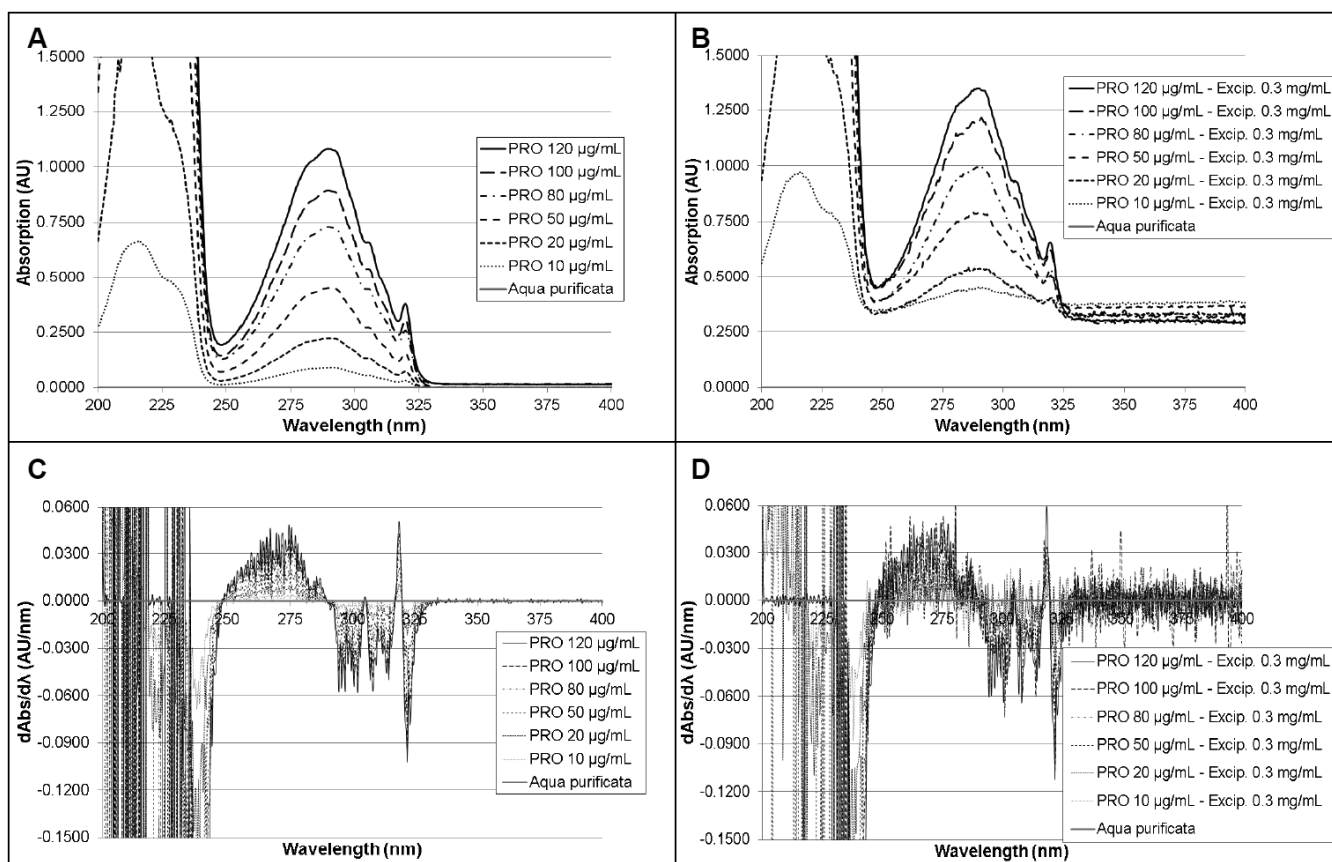 A
1.5000
1.2500
1.0000
0.7500
0.5000
0.2500
0.0000
Absorption (AU)
200 225 250 275 300 325 350 375 400
Wavelength (nm)
PRO 120 µg/mL
PRO 100 µg/mL
PRO 80 µg/mL
PRO 50 µg/mL
PRO 20 µg/mL
PRO 10 µg/mL
Aqua purificata
B
1.5000
1.2500
1.0000
0.7500
0.5000
0.2500
0.0000
Absorption (AU)
200 225 250 275 300 325 350 375 400
Wavelength (nm)
PRO 120 µg/mL - Excip. 0.3 mg/mL
PRO 100 µg/mL - Excip. 0.3 mg/mL
PRO 80 µg/mL - Excip. 0.3 mg/mL
PRO 50 µg/mL - Excip. 0.3 mg/mL
PRO 20 µg/mL - Excip. 0.3 mg/mL
PRO 10 µg/mL - Excip. 0.3 mg/mL
Aqua purificata
C
0.0600
0.0300
0.0000
-0.0300
-0.0600
-0.0900
-0.1200
-0.1500
dAbs/dλ (AU/nm)
200 225 250 275 300 325 350 375 400
Wavelength (nm)
PRO 120 µg/mL
PRO 100 µg/mL
PRO 80 µg/mL
PRO 50 µg/mL
PRO 20 µg/mL
PRO 10 µg/mL
Aqua purificata
D
0.0600
0.0300
0.0000
-0.0300
-0.0600
-0.0900
-0.1200
-0.1500
dAbs/dλ (AU/nm)
200 225 250 275 300 325 350 375 400
Wavelength (nm)
PRO 120 µg/mL - Excip. 0.3 mg/mL
PRO 100 µg/mL - Excip. 0.3 mg/mL
PRO 80 µg/mL - Excip. 0.3 mg/mL
PRO 50 µg/mL - Excip. 0.3 mg/mL
PRO 20 µg/mL - Excip. 0.3 mg/mL
PRO 10 µg/mL - Excip. 0.3 mg/mL
Aqua purificata